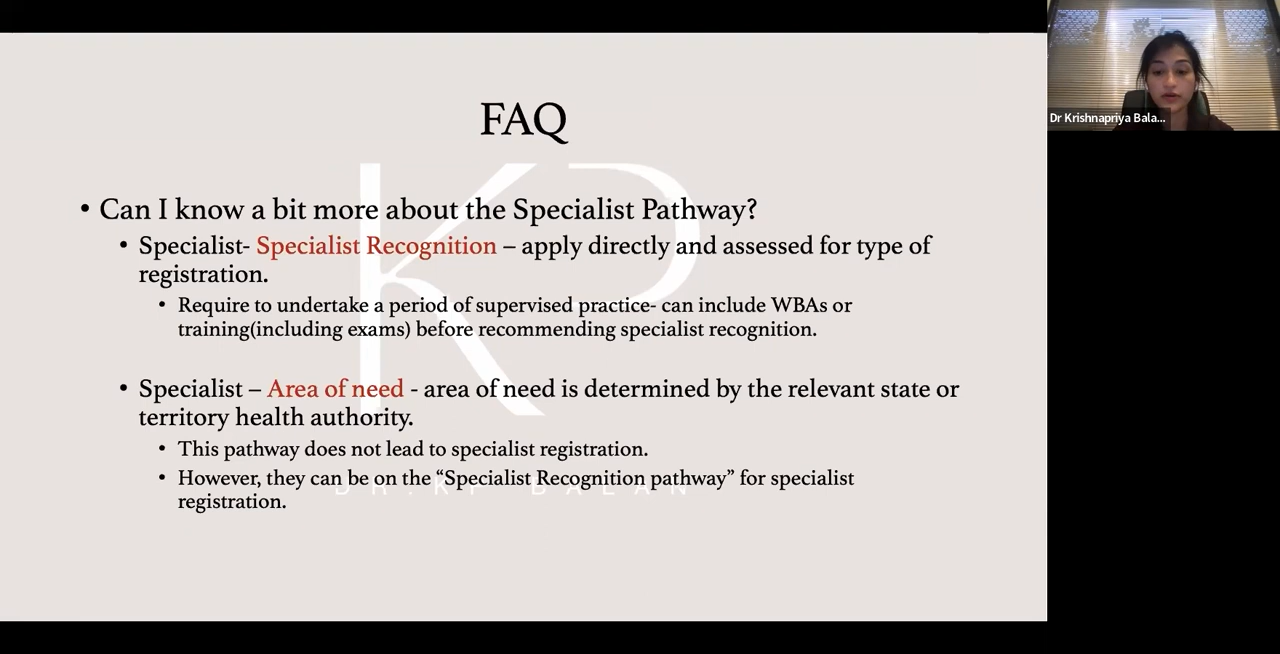 FAQ
• Can I know a bit more about the Specialist Pathway?
• Specialist- Specialist Recognition – apply directly and assessed for type of
registration.
• Require to undertake a period of supervised practice- can include WBAs or
training(including exams) before recommending specialist recognition.
• Specialist – Area of need - area of need is determined by the relevant state or
territory health authority.
• This pathway does not lead to specialist registration.
• However, they can be on the “Specialist Recognition pathway” for specialist
registration.
KP
DR.KP BALAN
Dr Krishnapriya Bala...